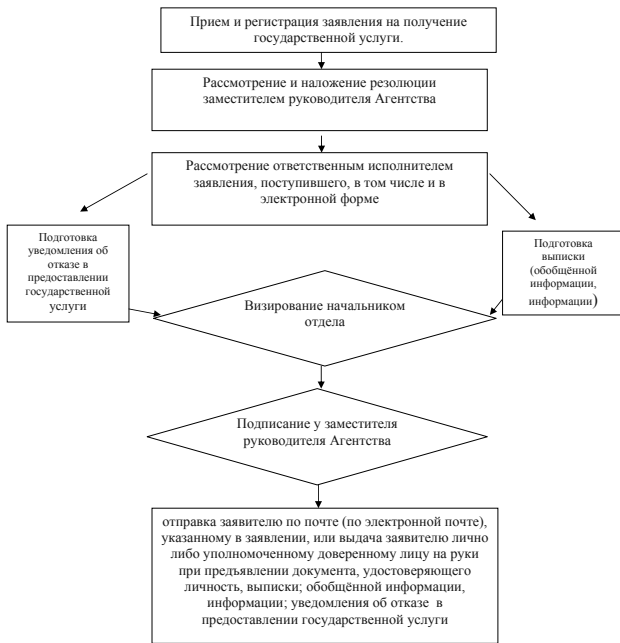 Прием и регистрация заявления на получение
государственной услуги.
Рассмотрение и наложение резолюции
заместителем руководителя Агентства
Рассмотрение ответственным исполнителем
заявления, поступившего, в том числе и в
электронной форме
Подготовка
уведомления об
отказе в
предоставлении
государственной
услуги
Подготовка
выписки
(обобщённой
информации,
информации)
Визирование начальником
отдела
Подписание у заместителя
руководителя Агентства
отправка заявителю по почте (по электронной почте),
указанному в заявлении, или выдача заявителю лично
либо уполномоченному доверенному лицу на руки
при предъявлении документа, удостоверяющего
личность, выписки; обобщённой информации,
информации; уведомления об отказе в
предоставлении государственной услуги